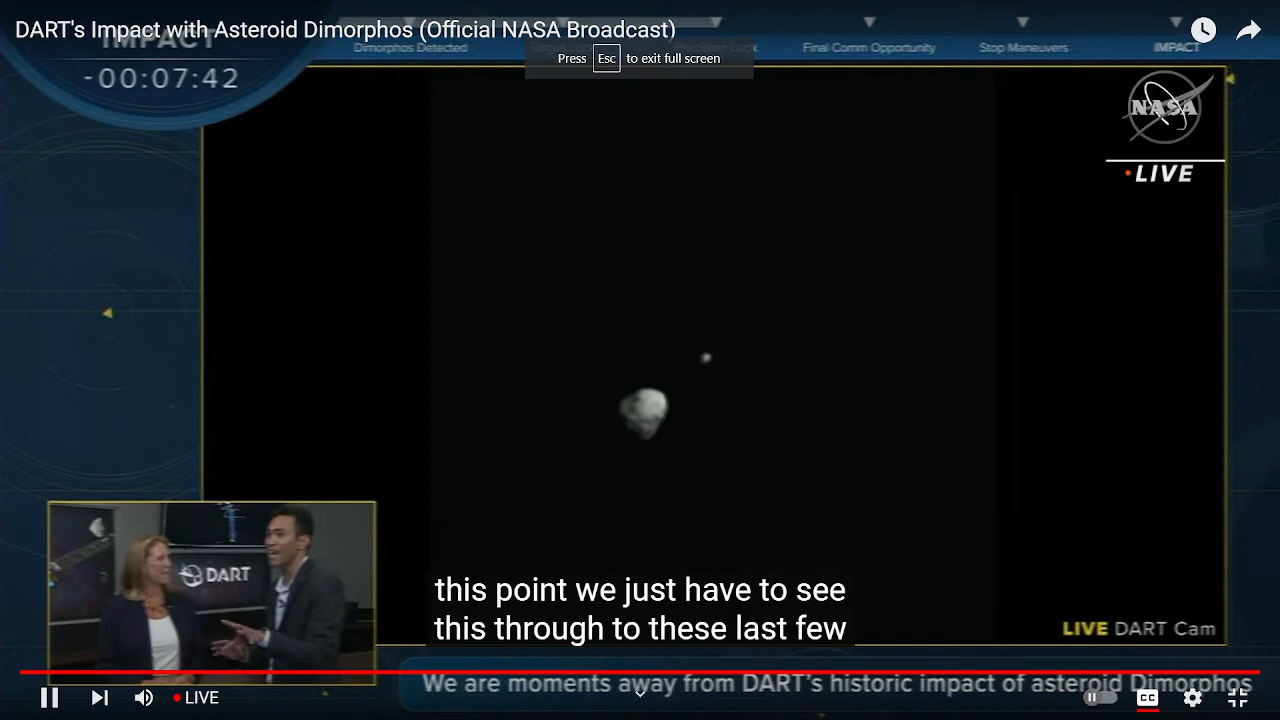 DART's Impact with Asteroid Dimorphos (Official NASA Broadcast)
IMPACT
-00:07:42
Dimorphos Detected
Final Comm Opportunity
Stop Maneuvers
IMPACT
Press Esc to exit full screen
NASA
LIVE
DART
this point we just have to see
this through to these last few
LIVE DART Cam
We are moments away from DART's historic impact of asteroid Dimorphos
LIVE
CC